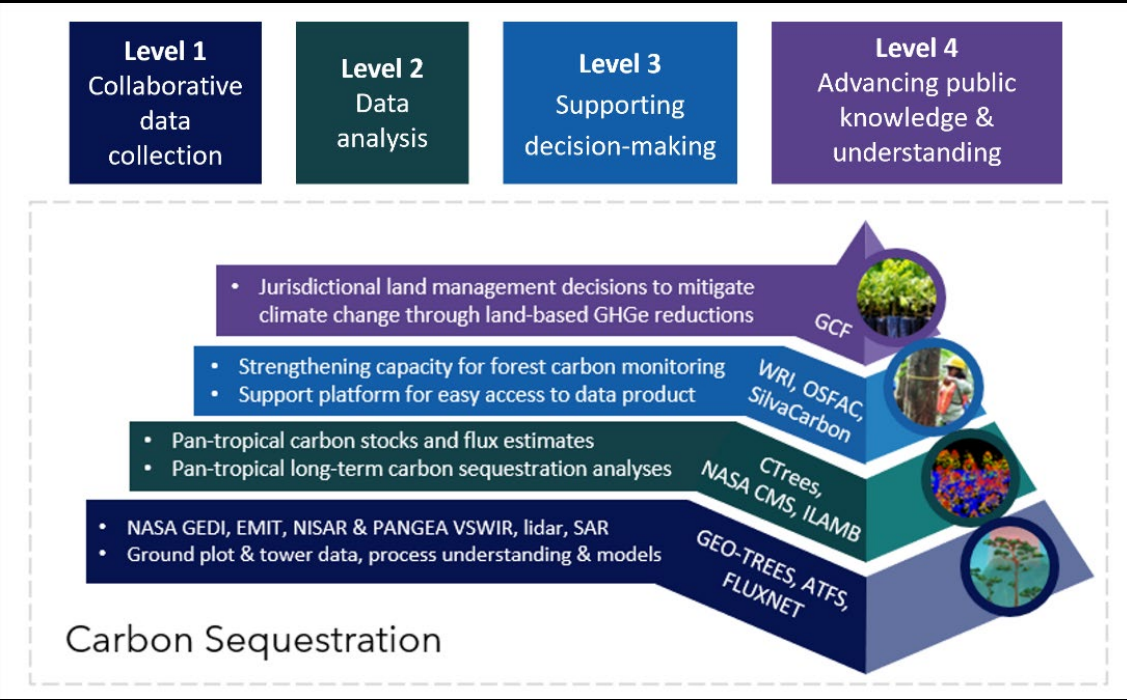 Level 1
Collaborative
data
collection
Level 2
Data
analysis
Level 3
Supporting
decision-making
Level 4
Advancing public
knowledge &
understanding
• Jurisdictional land management decisions to mitigate
climate change through land-based GHGe reductions
GCF
• Strengthening capacity for forest carbon monitoring
• Support platform for easy access to data product
WRI, OSFAC,
SilvaCarbon
• Pan-tropical carbon stocks and flux estimates
• Pan-tropical long-term carbon sequestration analyses
CTrees,
NASA CMS, ILAMB
• NASA GEDI, EMIT, NISAR & PANGEA VSWIR, lidar, SAR
• Ground plot & tower data, process understanding & models
GEO-TREES, ATFS,
FLUXNET
Carbon Sequestration